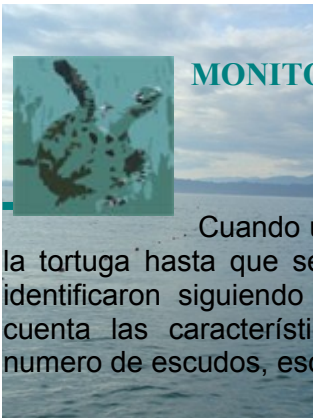 MONITO
Cuando u
la tortuga hasta que se
identificaron siguiendo
cuenta las característi
numero de escudos, esc